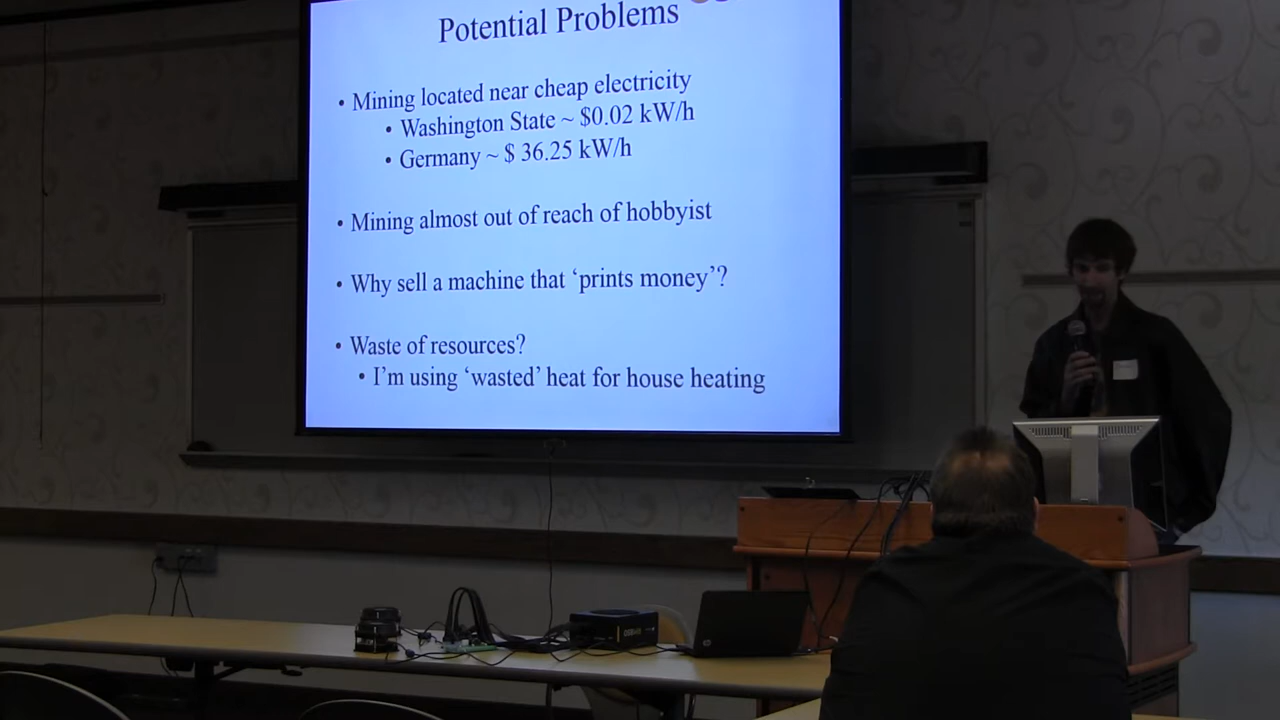 Potential Problems
• Mining located near cheap electricity
• Washington State ~ $0.02 kW/h
• Germany ~ $ 36.25 kW/h
• Mining almost out of reach of hobbyist
• Why sell a machine that ‘prints money’?
• Waste of resources?
• I’m using ‘wasted’ heat for house heating